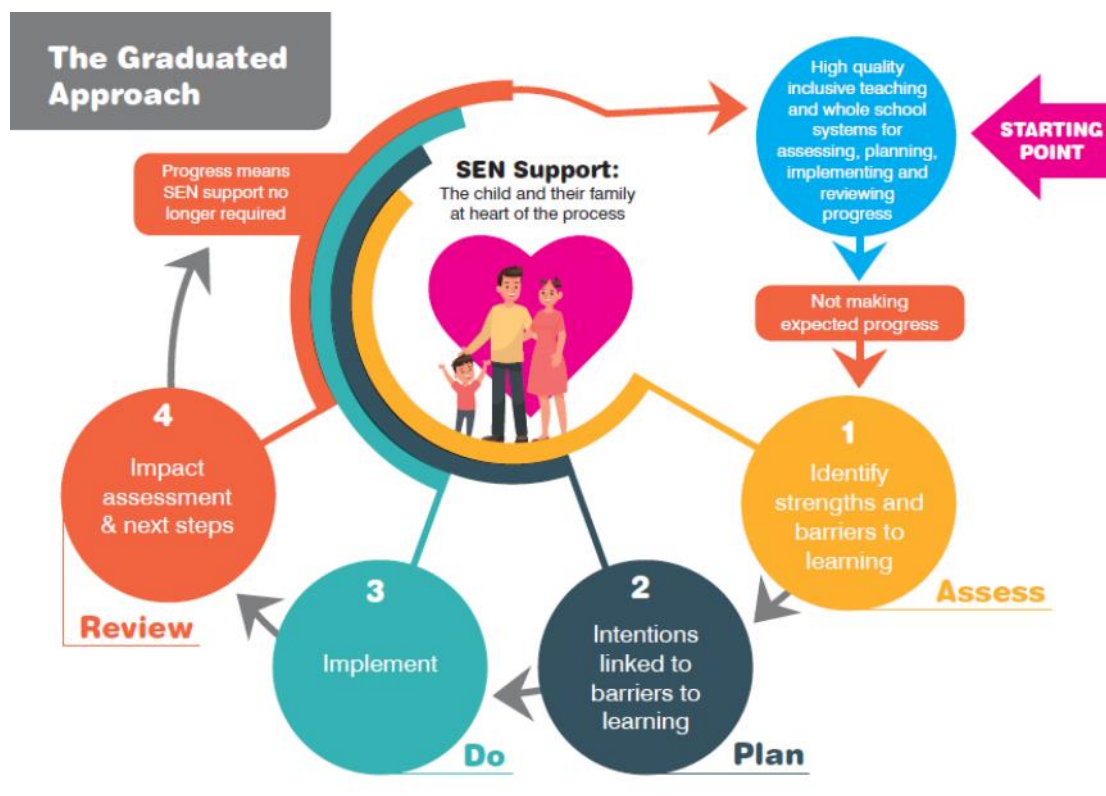 The Graduated
Approach
High quality
inclusive teaching
and whole school
systems for
assessing, planning,
implementing and
reviewing
progress
STARTING
POINT
Progress means
SEN support no
longer required
SEN Support:
The child and their family
at heart of the process
Not making
expected progress
1
Identify
strengths and
barriers to
learning
Assess
2
Intentions
linked to
barriers to
learning
Plan
3
Implement
Do
4
Impact
assessment
& next steps
Review